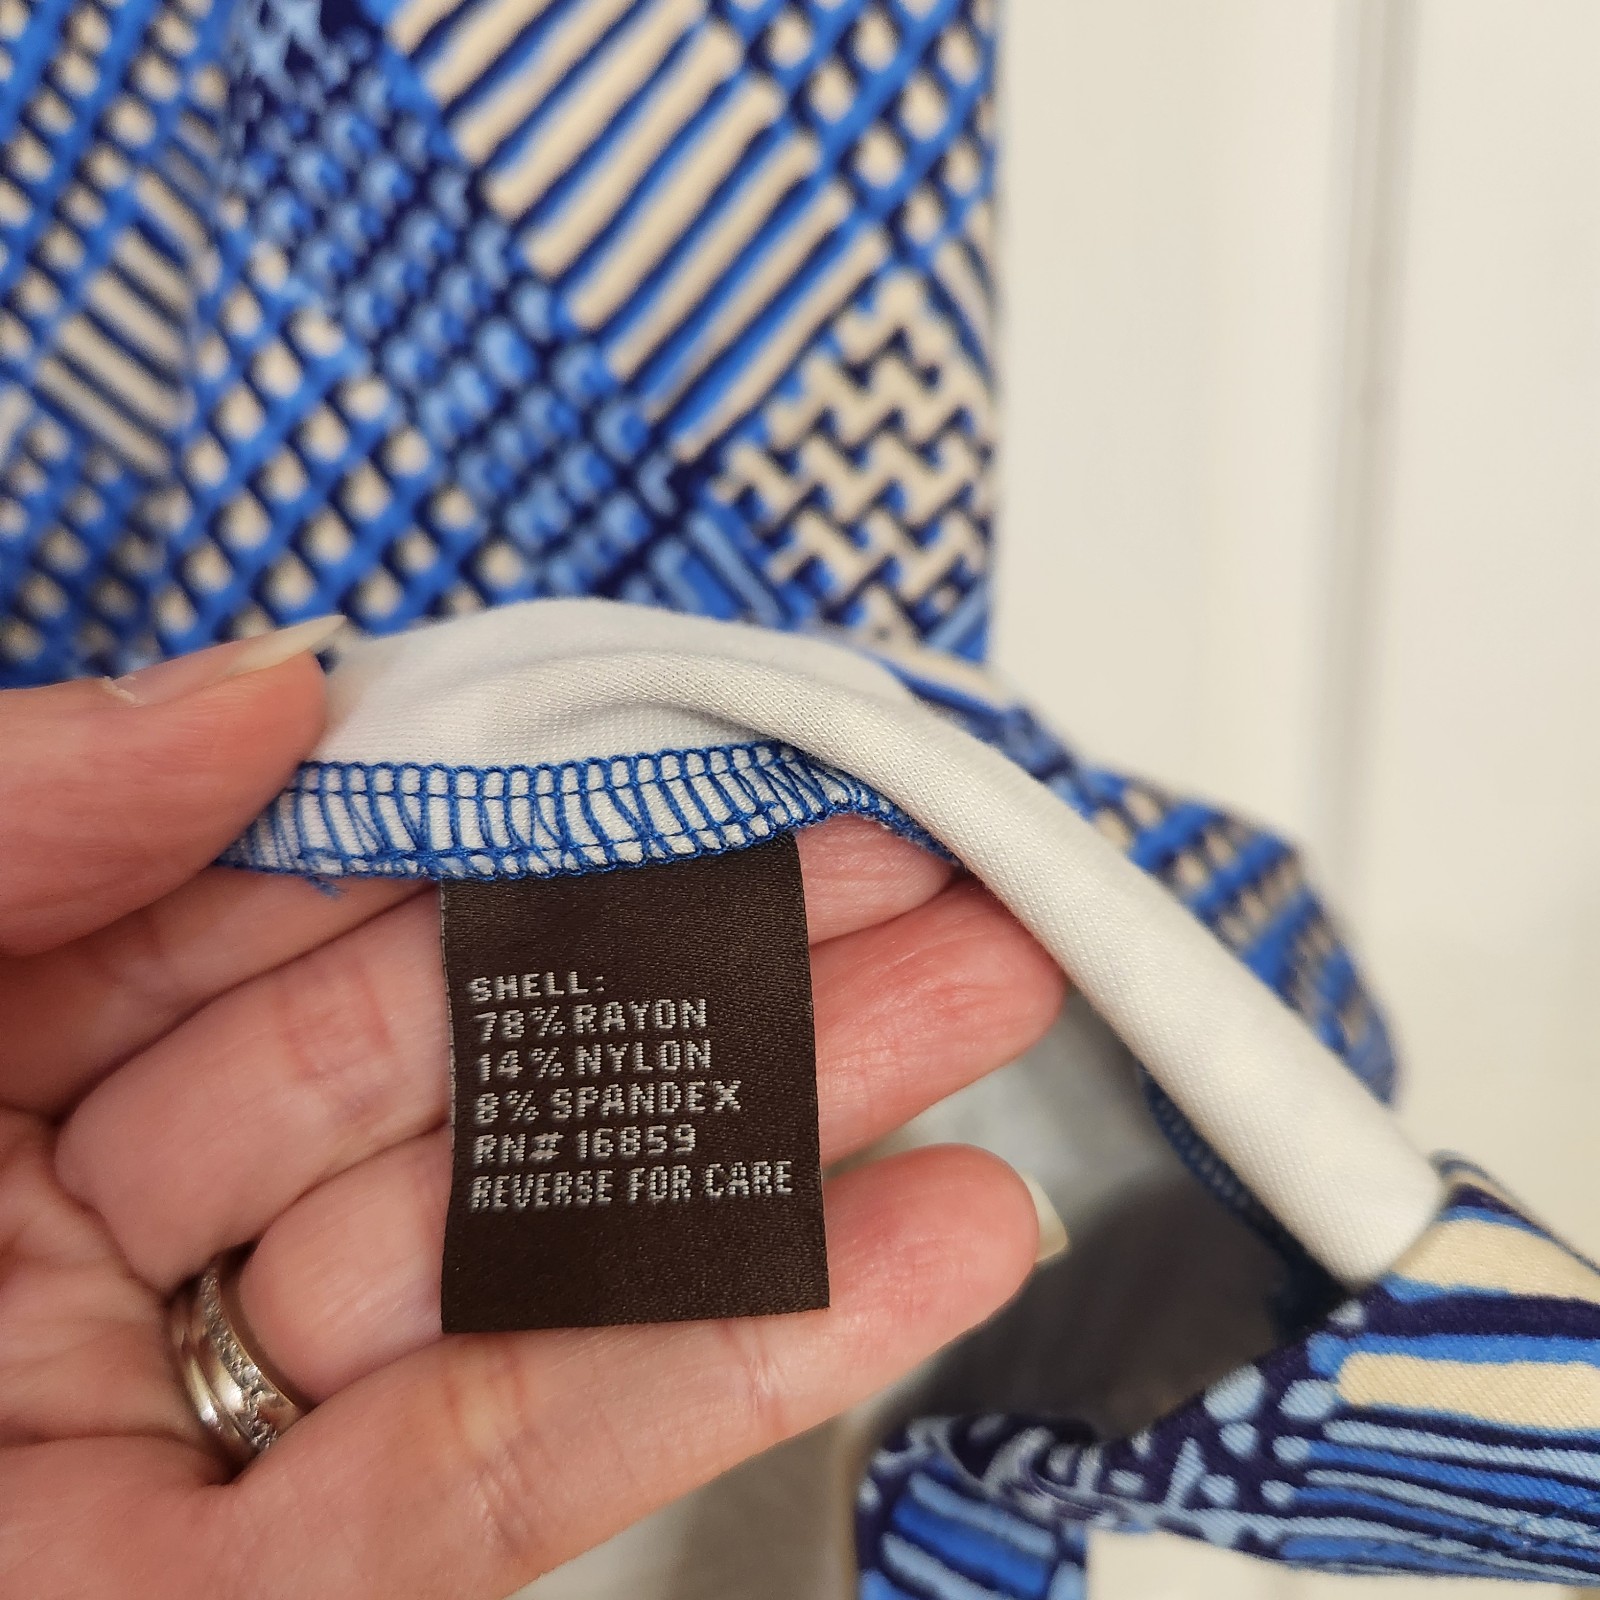 SHELL:
78% RAYON
14% NYLON
8% SPANDEX
RN# 16859
REVERSE FOR CARE